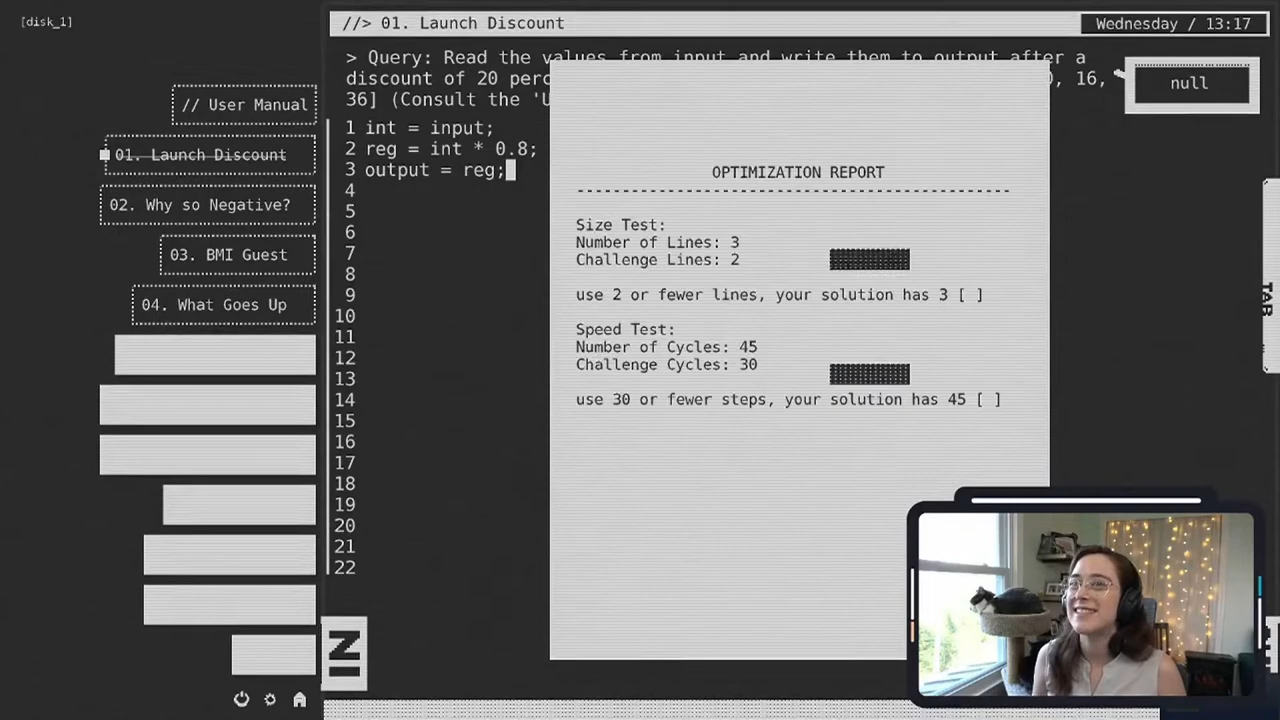 [disk_1]
//> 01. Launch Discount
Wednesday / 13:17
> Query: Read the values from input and write them to output after a
discount of 20 perc
, 16,
36] (Consult the 'U
null
// User Manual
01. Launch Discount
02. Why so Negative?
03. BMI Guest
04. What Goes Up
1 int = input;
2 reg = int * 0.8;
3 output = reg;
4
5
6
7
8
9
10
11
12
13
14
15
16
17
18
19
20
21
22
OPTIMIZATION REPORT
Size Test:
Number of Lines: 3
Challenge Lines: 2
use 2 or fewer lines, your solution has 3 [ ]
Speed Test:
Number of Cycles: 45
Challenge Cycles: 30
use 30 or fewer steps, your solution has 45 [ ]
TAB
IN